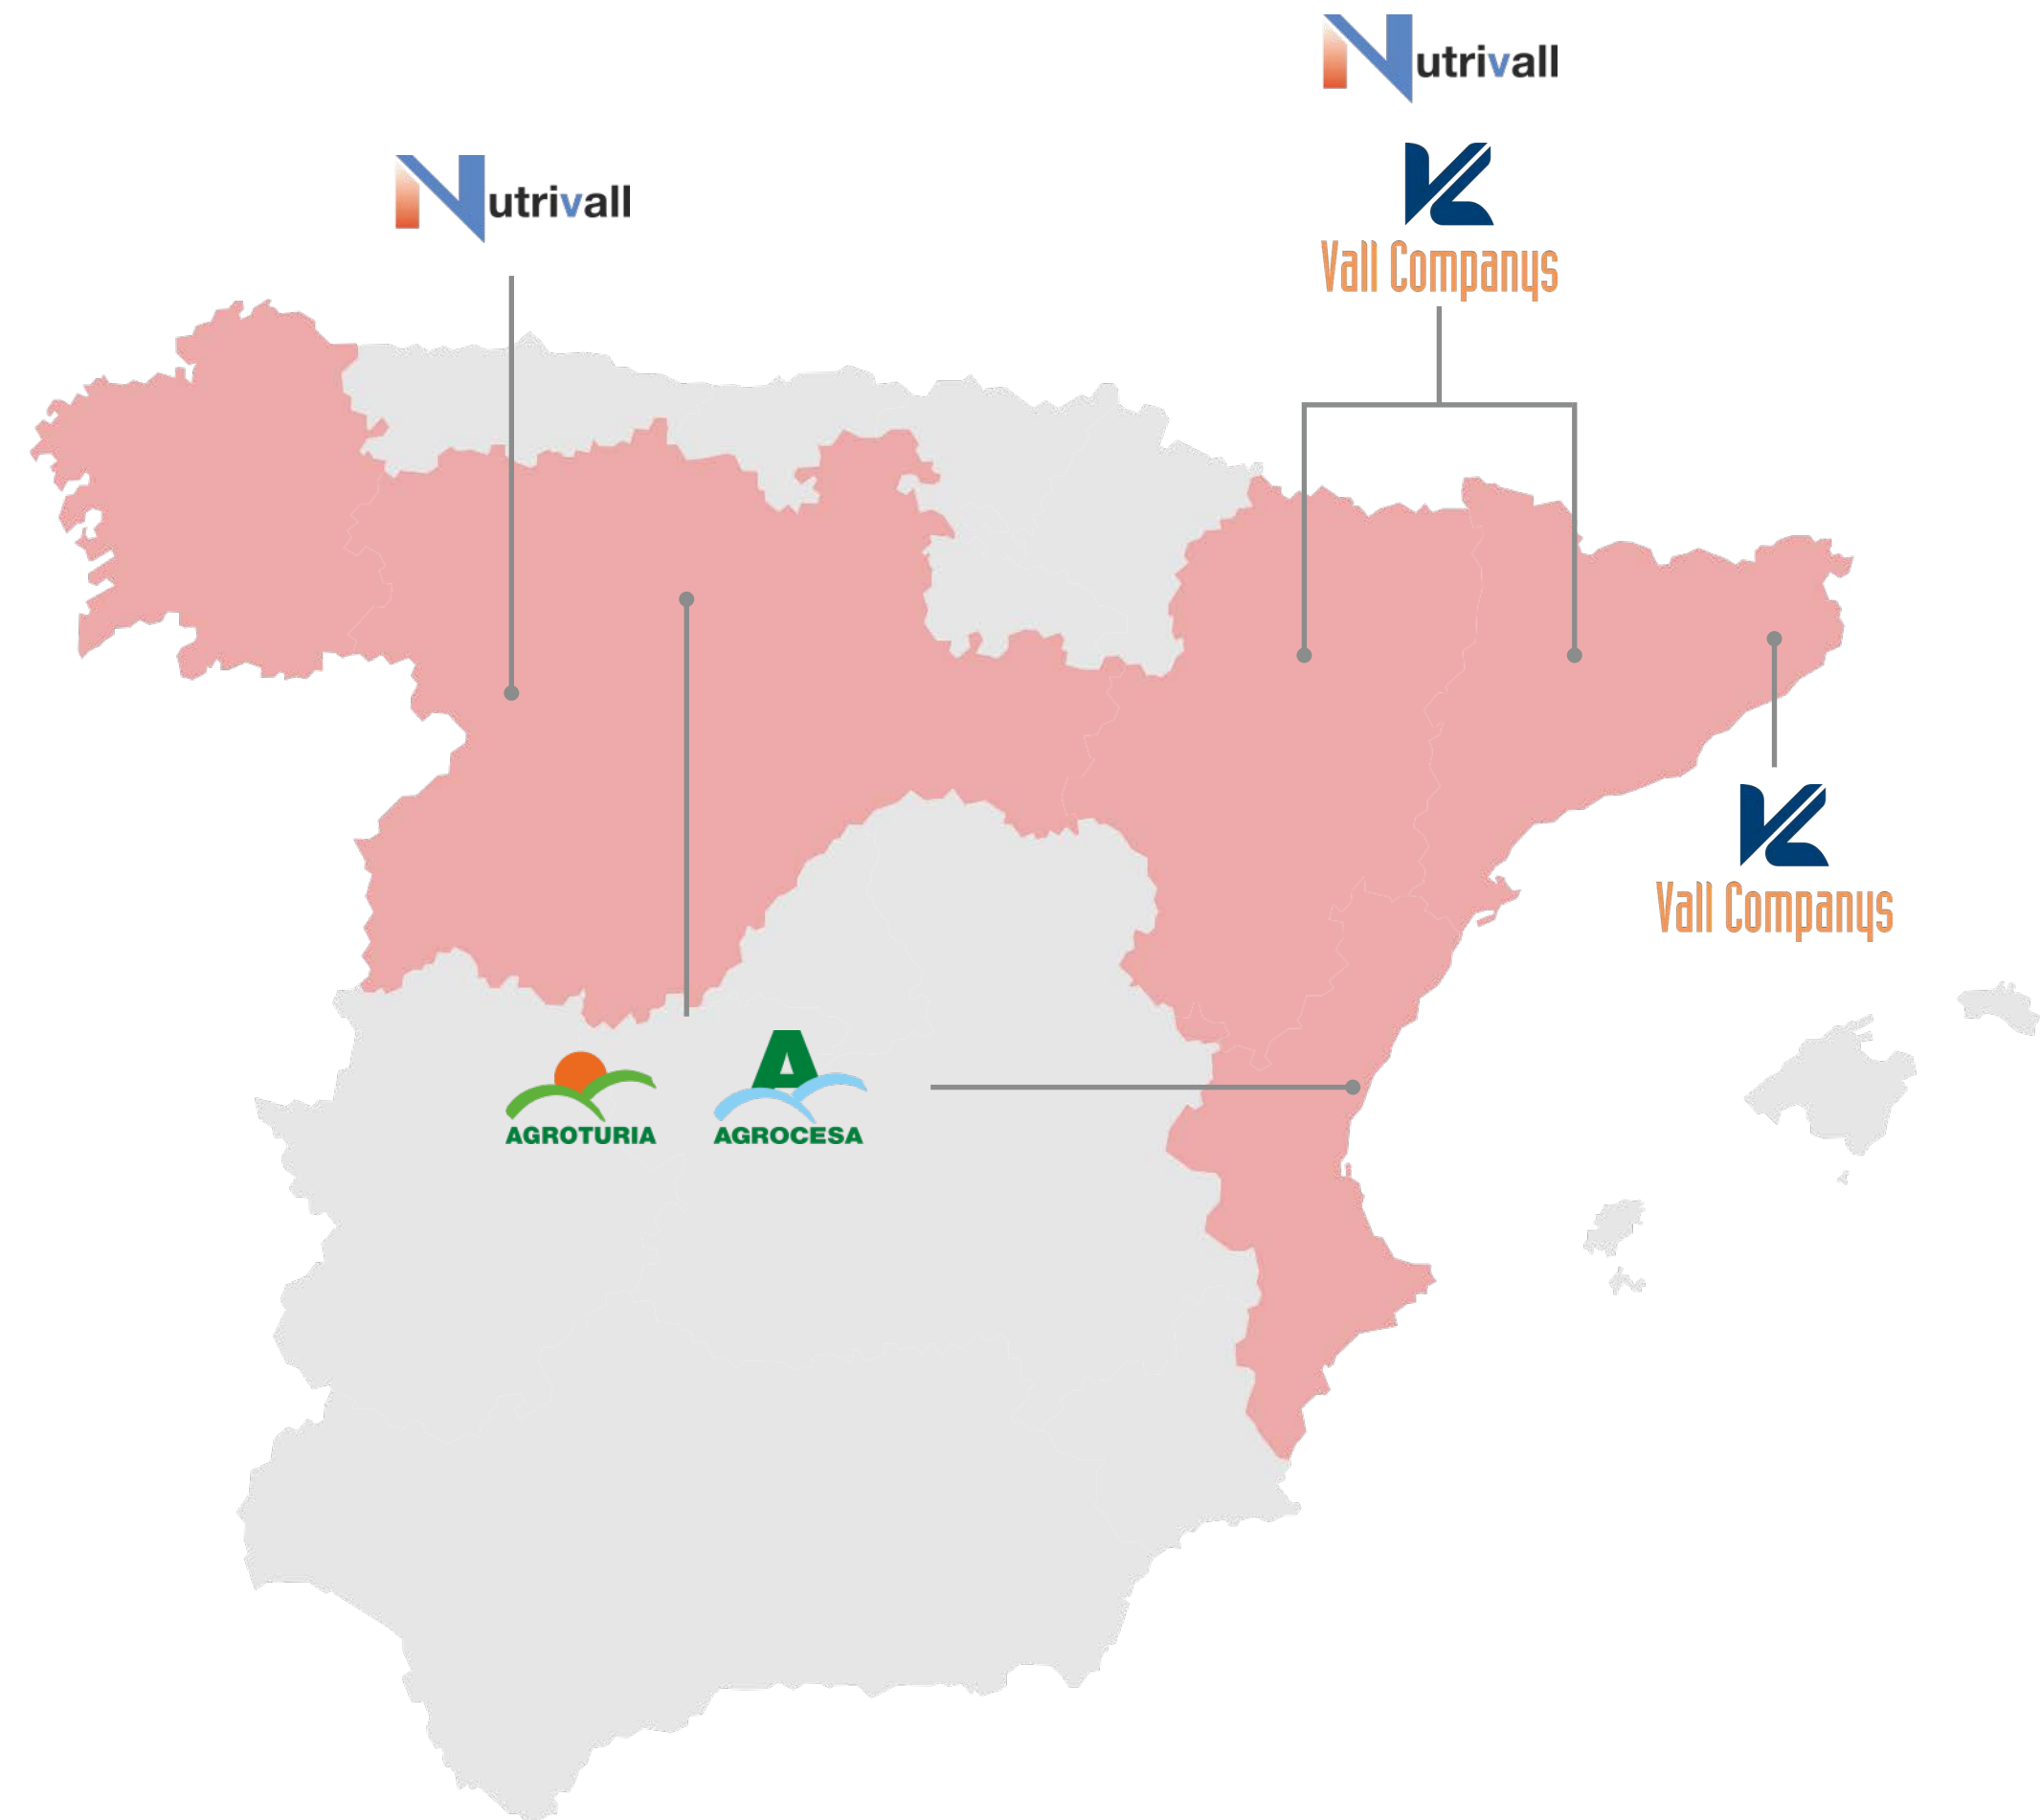 Nutrivall
Nutrivall
Vall Companys
Vall Companys
A
AGROTURIA
AGROCESA